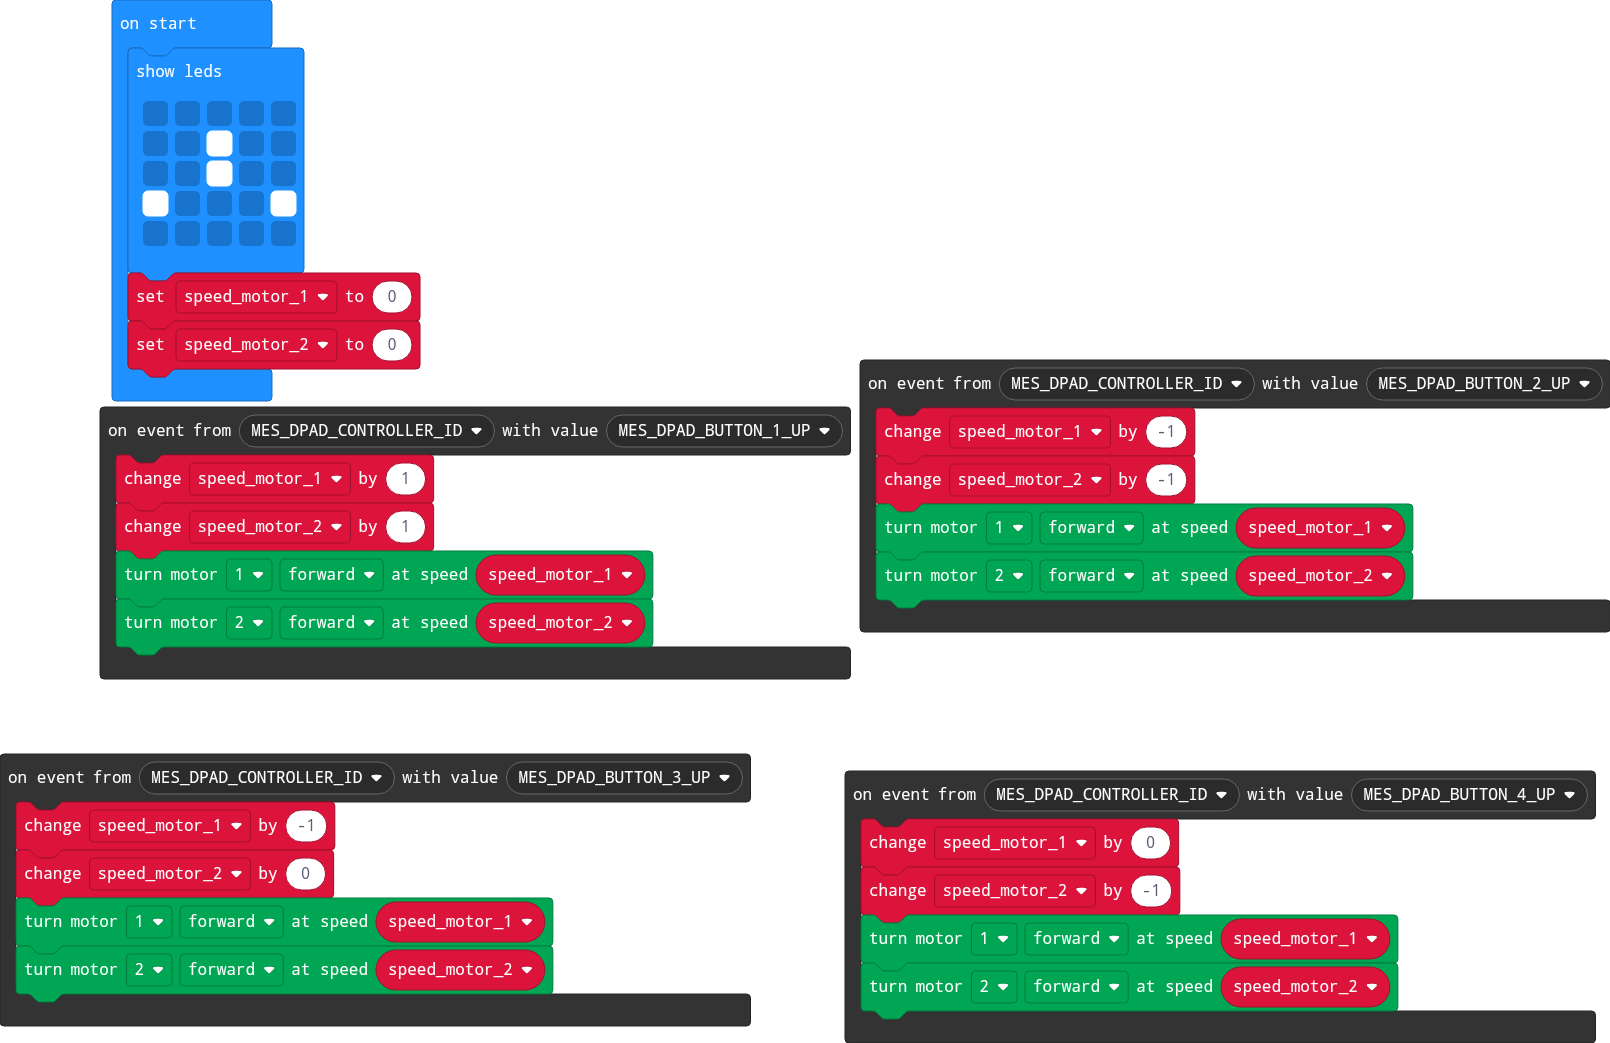 on start
show leds
set speed_motor_1 to 0
set speed_motor_2 to 0
on event from MES_DPAD_CONTROLLER_ID with value MES_DPAD_BUTTON_1_UP
change speed_motor_1 by 1
change speed_motor_2 by 1
turn motor 1 forward at speed speed_motor_1
turn motor 2 forward at speed speed_motor_2
on event from MES_DPAD_CONTROLLER_ID with value MES_DPAD_BUTTON_2_UP
change speed_motor_1 by -1
change speed_motor_2 by -1
turn motor 1 forward at speed speed_motor_1
turn motor 2 forward at speed speed_motor_2
on event from MES_DPAD_CONTROLLER_ID with value MES_DPAD_BUTTON_3_UP
change speed_motor_1 by -1
change speed_motor_2 by 0
turn motor 1 forward at speed speed_motor_1
turn motor 2 forward at speed speed_motor_2
on event from MES_DPAD_CONTROLLER_ID with value MES_DPAD_BUTTON_4_UP
change speed_motor_1 by 0
change speed_motor_2 by -1
turn motor 1 forward at speed speed_motor_1
turn motor 2 forward at speed speed_motor_2